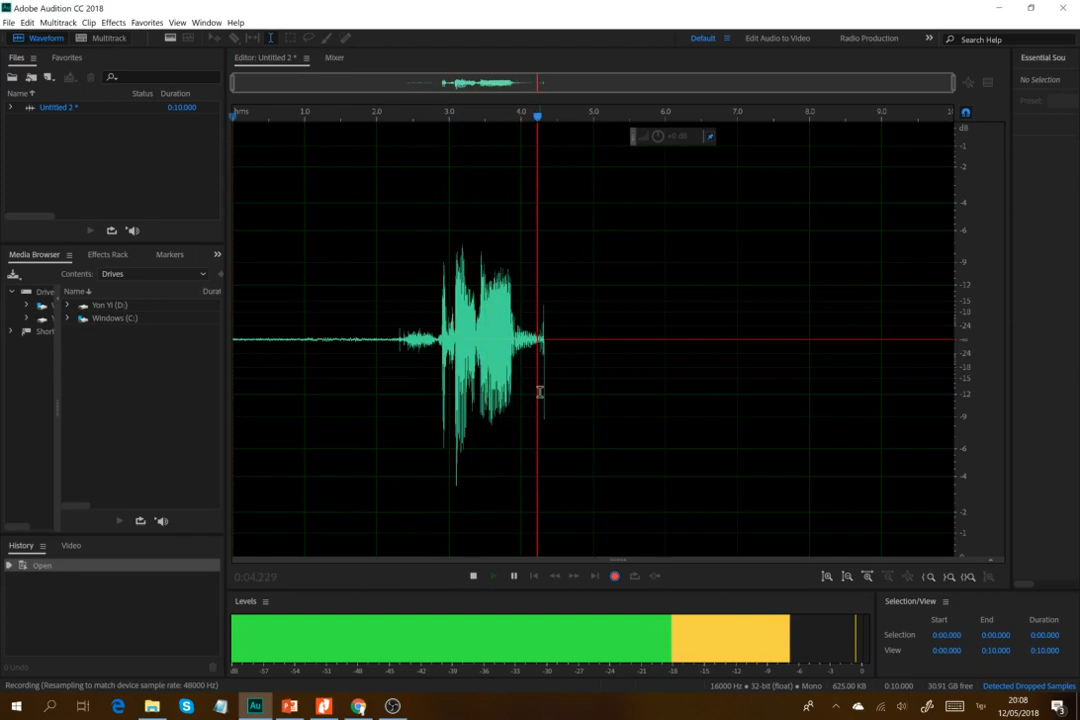 Adobe Audition CC 2018
File Edit Multitrack Clip Effects Favorites View Window Help
Waveform Multitrack Default Edit Audio to Video Radio Production Search Help
Files Favorites Editor: Untitled 2 * Mixer Essential Sou
Name Status Duration No Selection
Untitled 2 * 0:10.000 Preset:
hms 1.0 2.0 3.0 4.0 5.0 6.0 7.0 8.0 9.0
dB
+0 dB
-1
-2
-4
-6
-9
-12
-15
-18
-24
-∞
-24
-18
-15
-12
-9
-6
-4
-2
-1
Media Browser Effects Rack Markers
Contents: Drives
Drive Name Durat
Yon Yi (D:)
Windows (C:)
Short
History Video
Open
0:04.229
Levels Selection/View
Start End Duration
Selection 0:00.000 0:00.000 0:00.000
View 0:00.000 0:10.000 0:10.000
dB -57 -54 -51 -48 -45 -42 -39 -36 -33 -30 -27 -24 -21 -18 -15 -12 -9 -6 -3 0
0 Undo
Recording (Resampling to match device sample rate: 48000 Hz) 16000 Hz • 32-bit (float) • Mono 625.00 KB 0:10.000 30.91 GB free Detected Dropped Samples
20:08
12/05/2018